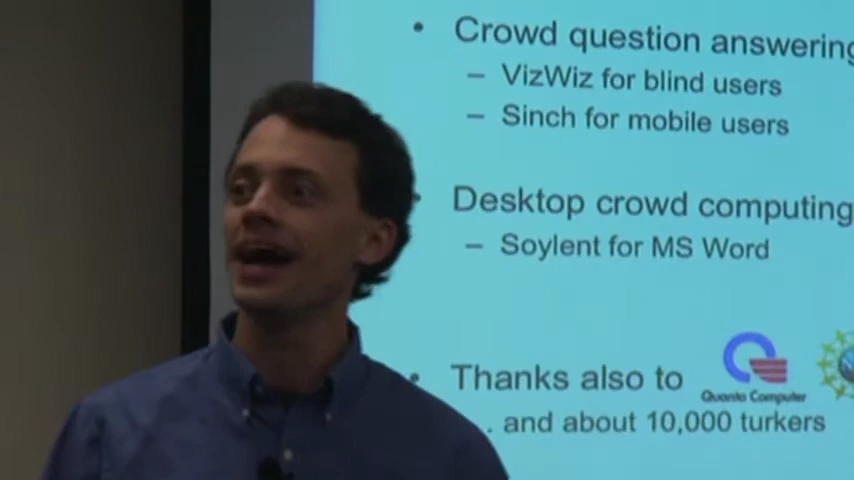 • Crowd question answering
– VizWiz for blind users
– Sinch for mobile users
• Desktop crowd computing
– Soylent for MS Word
• Thanks also to
Quanta Computer
. and about 10,000 turkers